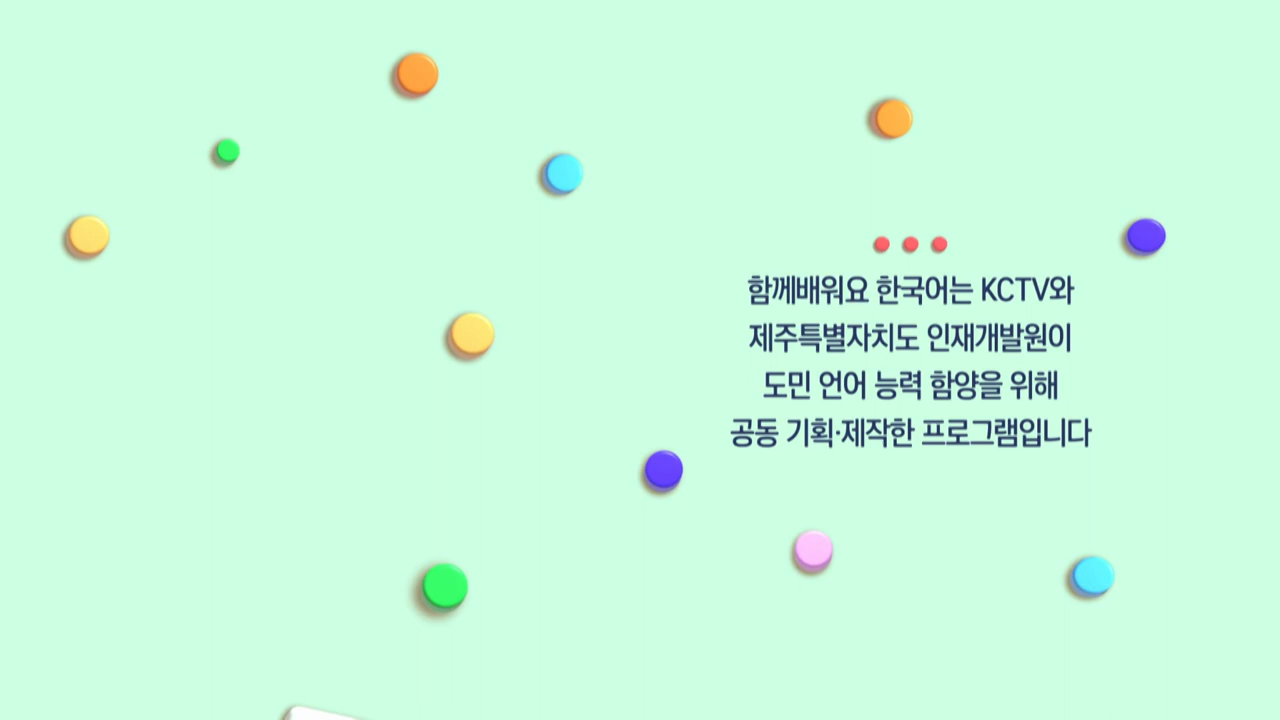 함께배워요 한국어는 KCTV와
제주특별자치도 인재개발원이
도민 언어 능력 함양을 위해
공동 기획·제작한 프로그램입니다